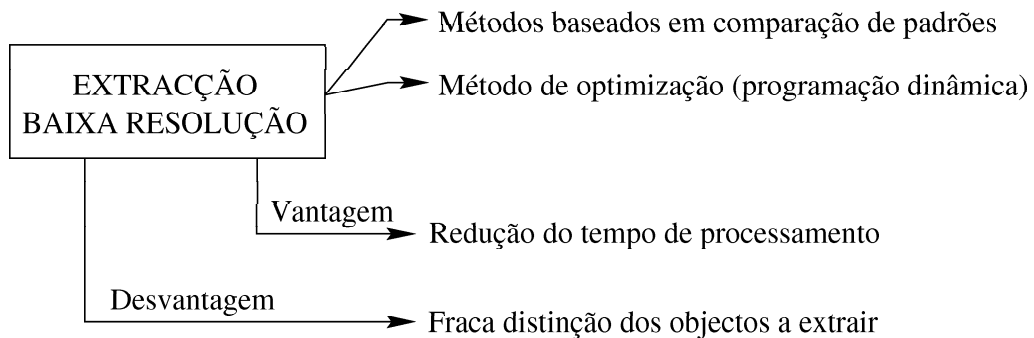 Métodos baseados em comparação de padrões
EXTRACÇÃO
BAIXA RESOLUÇÃO
Método de optimização (programação dinâmica)
Vantagem
Redução do tempo de processamento
Desvantagem
Fraca distinção dos objectos a extrair